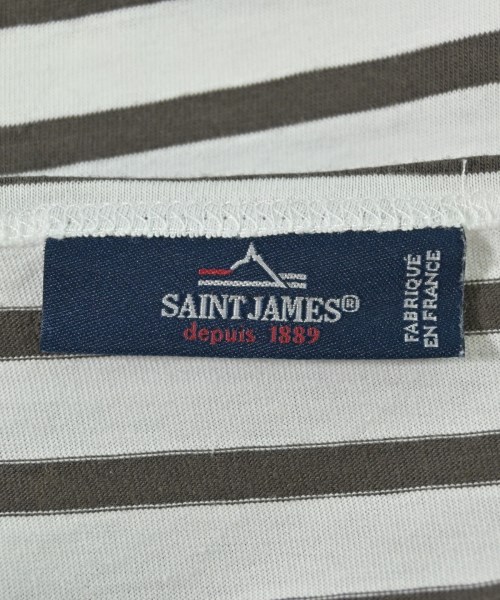 SAINT JAMES®
depuis 1889
FABRIQUÉ
EN FRANCE